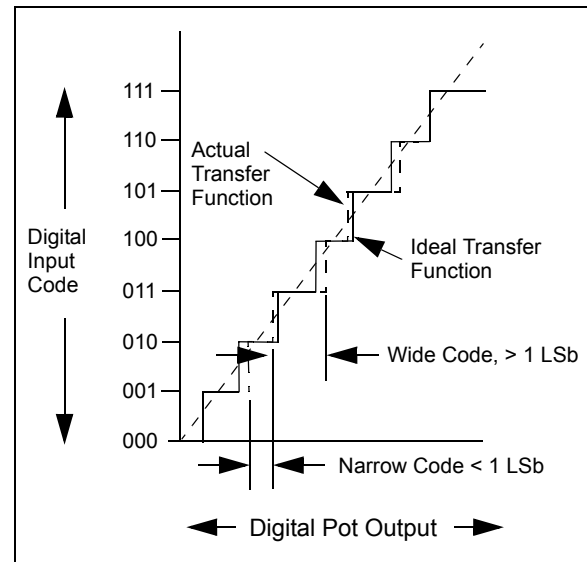 111
110
Actual
Transfer
Function
101
Digital
Input
Code
100
Ideal Transfer
Function
011
010
Wide Code, > 1 LSb
001
000
Narrow Code < 1 LSb
Digital Pot Output